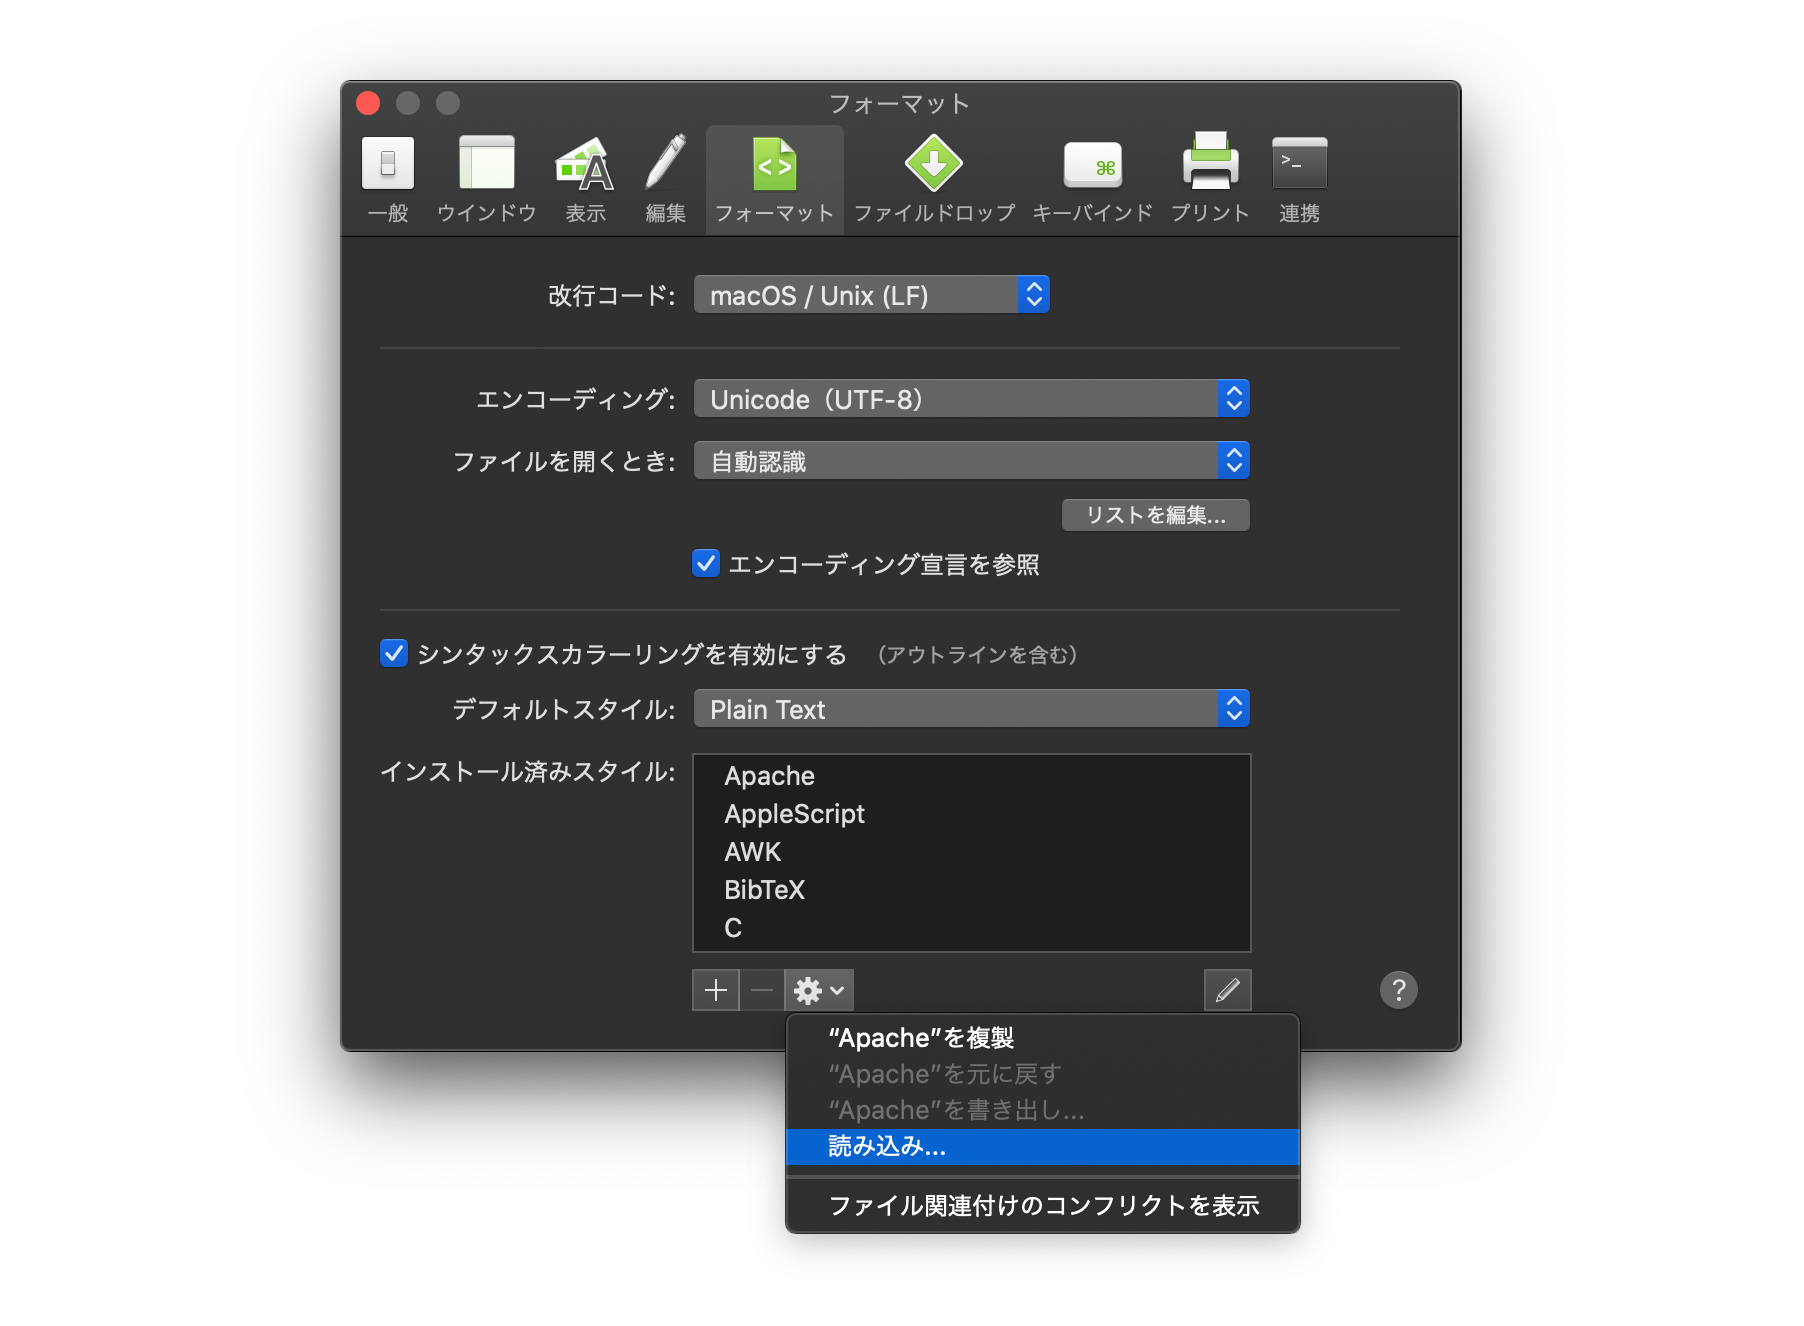 フォーマット
一般 ウインドウ 表示 編集 フォーマット ファイルドロップ キーバインド プリント 連携
改行コード: macOS / Unix (LF)
エンコーディング: Unicode（UTF-8）
ファイルを開くとき: 自動認識
リストを編集...
エンコーディング宣言を参照
シンタックスカラーリングを有効にする （アウトラインを含む）
デフォルトスタイル: Plain Text
インストール済みスタイル:
Apache
AppleScript
AWK
BibTeX
C
?
“Apache”を複製
“Apache”を元に戻す
“Apache”を書き出し...
読み込み...
ファイル関連付けのコンフリクトを表示